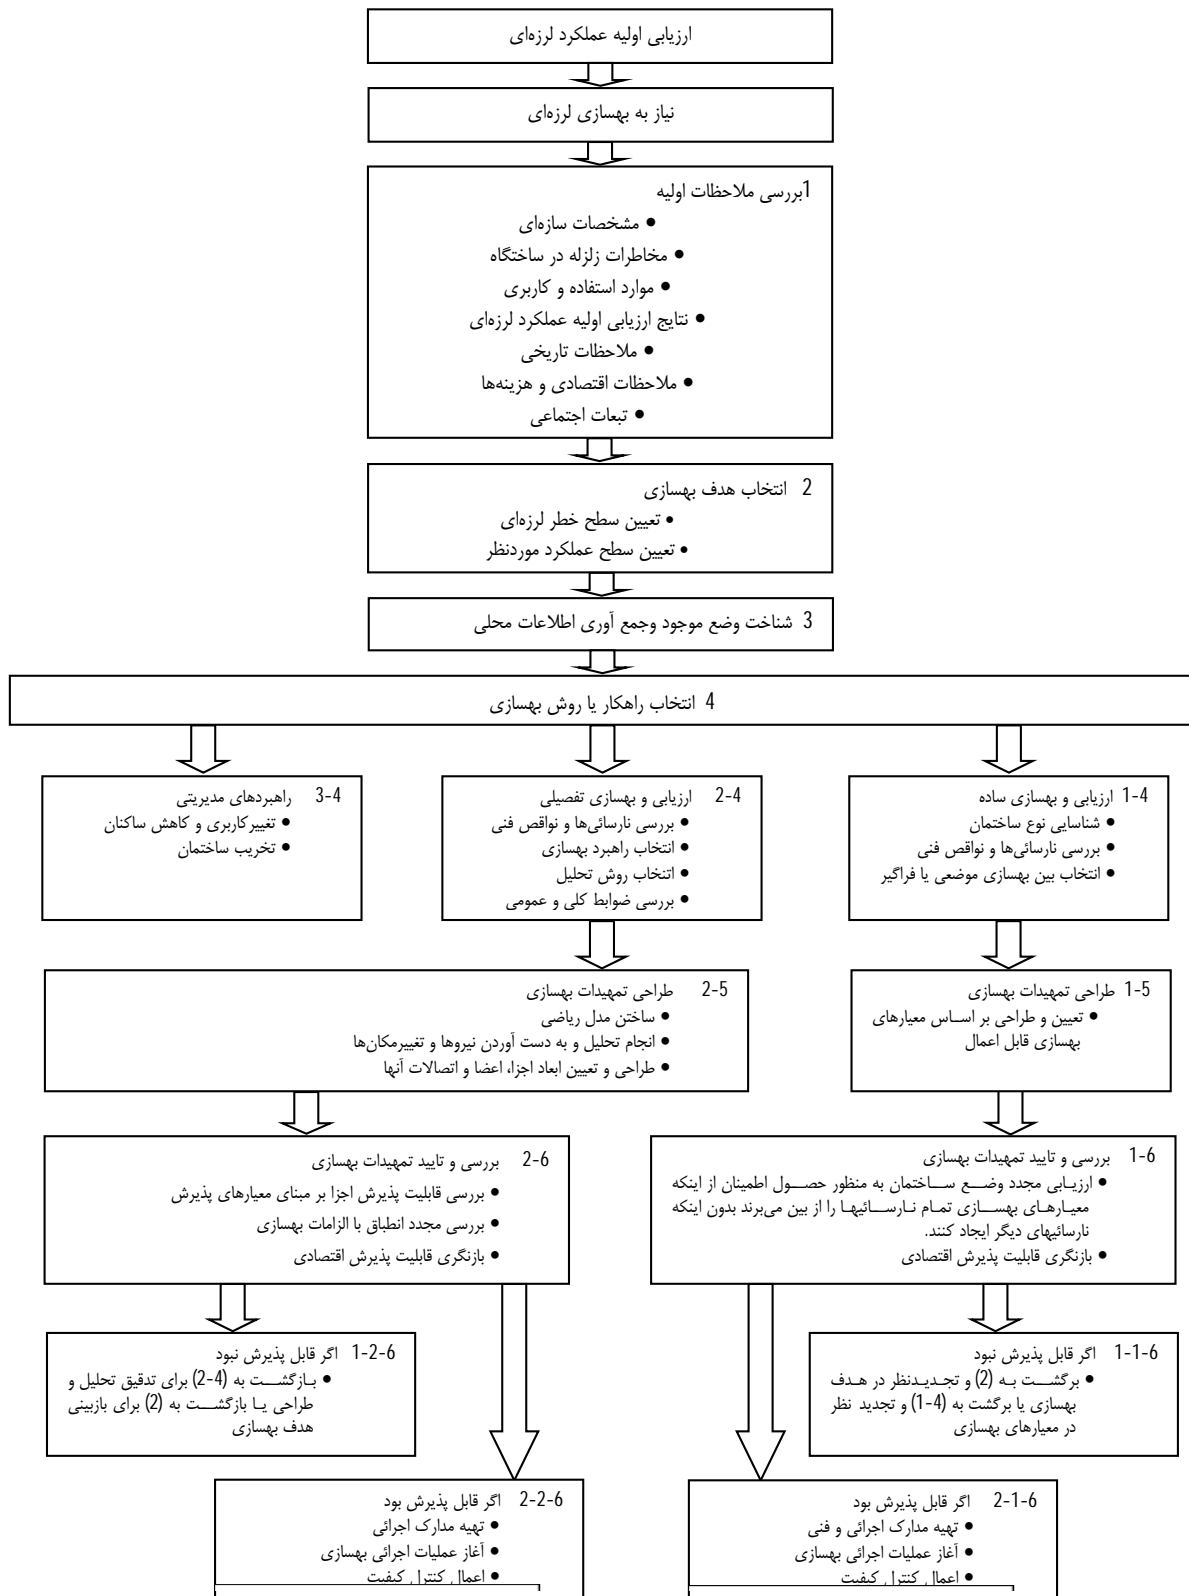 ارزیابی اولیه عملکرد لرزه‌ای
نیاز به بهسازی لرزه‌ای
1بررسی ملاحظات اولیه
• مشخصات سازه‌ای
• مخاطرات زلزله در ساختگاه
• موارد استفاده و کاربری
• نتایج ارزیابی اولیه عملکرد لرزه‌ای
• ملاحظات تاریخی
• ملاحظات اقتصادی و هزینه‌ها
• تبعات اجتماعی
2 انتخاب هدف بهسازی
• تعیین سطح خطر لرزه‌ای
• تعیین سطح عملکرد موردنظر
3 شناخت وضع موجود وجمع آوری اطلاعات محلی
4 انتخاب راهکار یا روش بهسازی
1-4 ارزیابی و بهسازی ساده
• شناسایی نوع ساختمان
• بررسی نارسائی‌ها و نواقص فنی
• انتخاب بین بهسازی موضعی یا فراگیر
2-4 ارزیابی و بهسازی تفصیلی
• بررسی نارسائی‌ها و نواقص فنی
• انتخاب راهبرد بهسازی
• اتنخاب روش تحلیل
• بررسی ضوابط کلی و عمومی
3-4 راهبردهای مدیریتی
• تغییرکاربری و کاهش ساکنان
• تخریب ساختمان
1-5 طراحی تمهیدات بهسازی
• تعیین و طراحی بر اساس معیارهای
بهسازی قابل اعمال
2-5 طراحی تمهیدات بهسازی
• ساختن مدل ریاضی
• انجام تحلیل و به دست آوردن نیروها و تغییرمکان‌ها
• طراحی و تعیین ابعاد اجزا، اعضا و اتصالات آنها
1-6 بررسی و تایید تمهیدات بهسازی
• ارزیابی مجدد وضع ساختمان به منظور حصول اطمینان از اینکه
معیارهای بهسازی تمام نارسائیها را از بین می‌برند بدون اینکه
نارسائیهای دیگر ایجاد کنند.
• بازنگری قابلیت پذیرش اقتصادی
2-6 بررسی و تایید تمهیدات بهسازی
• بررسی قابلیت پذیرش اجزا بر مبنای معیارهای پذیرش
• بررسی مجدد انطباق با الزامات بهسازی
• بازنگری قابلیت پذیرش اقتصادی
1-1-6 اگر قابل پذیرش نبود
• برگشت به (2) و تجدیدنظر در هدف
بهسازی یا برگشت به (4-1) و تجدید نظر
در معیارهای بهسازی
1-2-6 اگر قابل پذیرش نبود
• بازگشت به (4-2) برای تدقیق تحلیل و
طراحی یا بازگشت به (2) برای بازبینی
هدف بهسازی
2-1-6 اگر قابل پذیرش بود
• تهیه مدارک اجرائی و فنی
• آغاز عملیات اجرائی بهسازی
• اعمال کنترل کیفیت
2-2-6 اگر قابل پذیرش بود
• تهیه مدارک اجرائی
• آغاز عملیات اجرائی بهسازی
• اعمال کنترل کیفیت